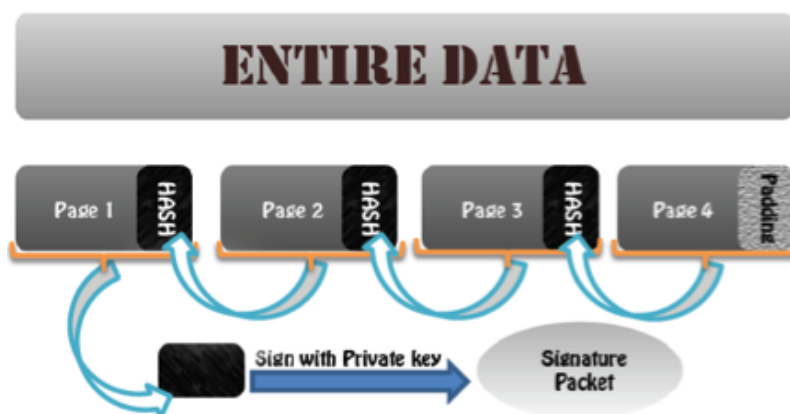 ENTIRE DATA
Page 1
HASH
Page 2
HASH
Page 3
HASH
Page 4
Padding
Sign with Private key
Signature
Packet